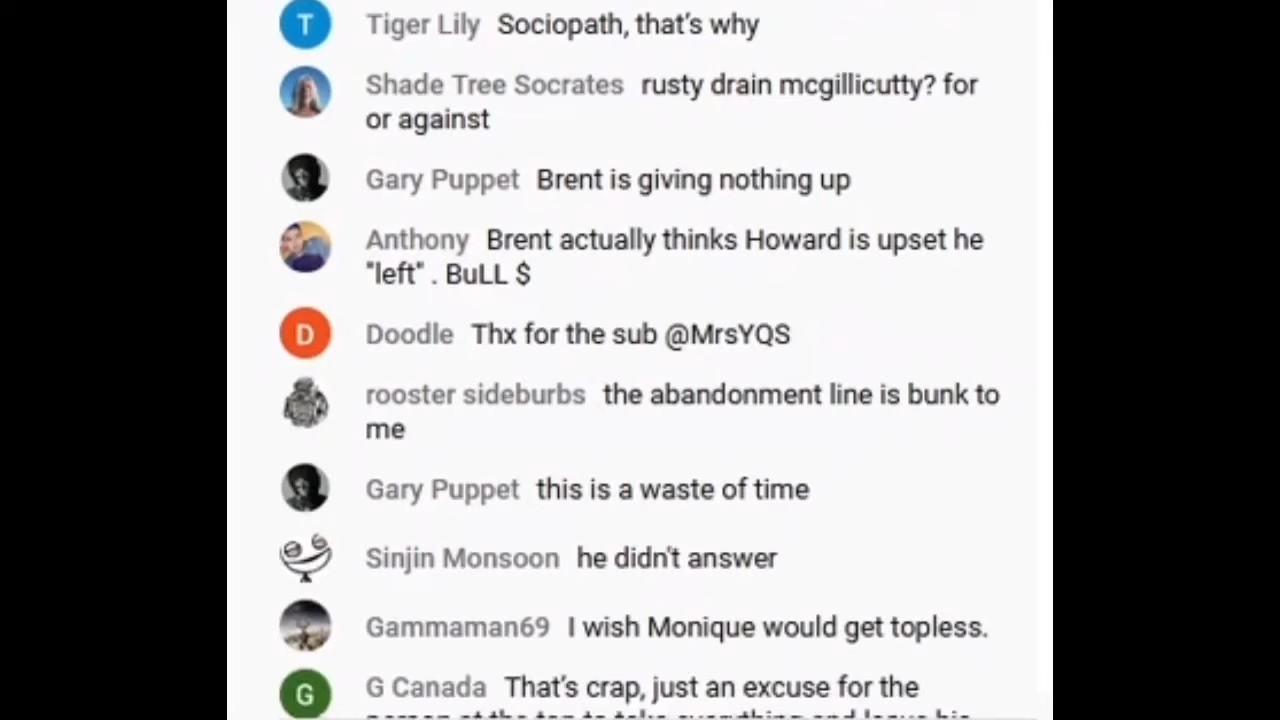 T Tiger Lily Sociopath, that's why
Shade Tree Socrates rusty drain mcgillicutty? for
or against
Gary Puppet Brent is giving nothing up
Anthony Brent actually thinks Howard is upset he
"left" . BuLL $
D Doodle Thx for the sub @MrsYQS
rooster sideburbs the abandonment line is bunk to
me
Gary Puppet this is a waste of time
Sinjin Monsoon he didn't answer
Gammaman69 I wish Monique would get topless.
G G Canada That's crap, just an excuse for the